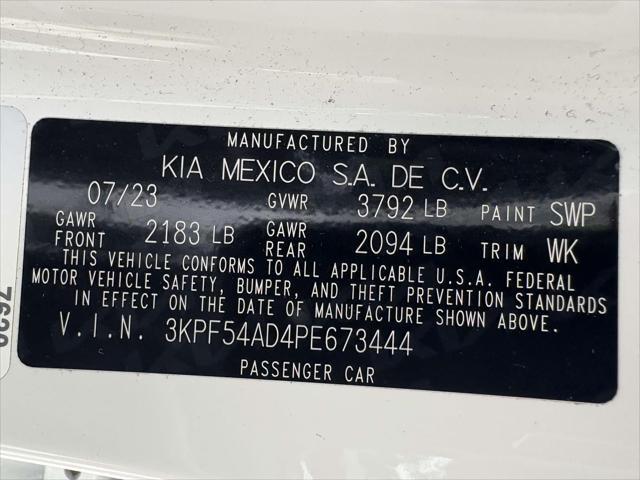 MANUFACTURED BY
KIA MEXICO S.A. DE C.V.
07/23 GVWR 3792 LB PAINT SWP
GAWR FRONT 2183 LB GAWR REAR 2094 LB TRIM WK
THIS VEHICLE CONFORMS TO ALL APPLICABLE U.S.A. FEDERAL
MOTOR VEHICLE SAFETY, BUMPER, AND THEFT PREVENTION STANDARDS
IN EFFECT ON THE DATE OF MANUFACTURE SHOWN ABOVE.
V.I.N. 3KPF54AD4PE673444
PASSENGER CAR